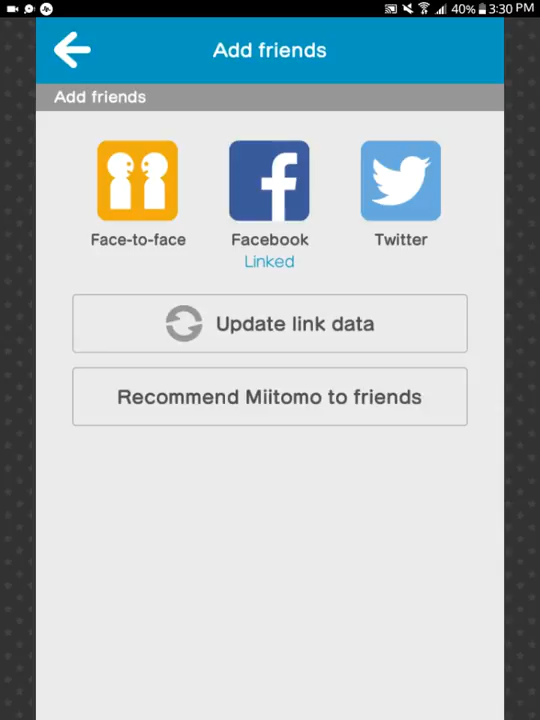 40% 3:30 PM
Add friends
Add friends
Face-to-face
Facebook
Twitter
Linked
Update link data
Recommend Miitomo to friends